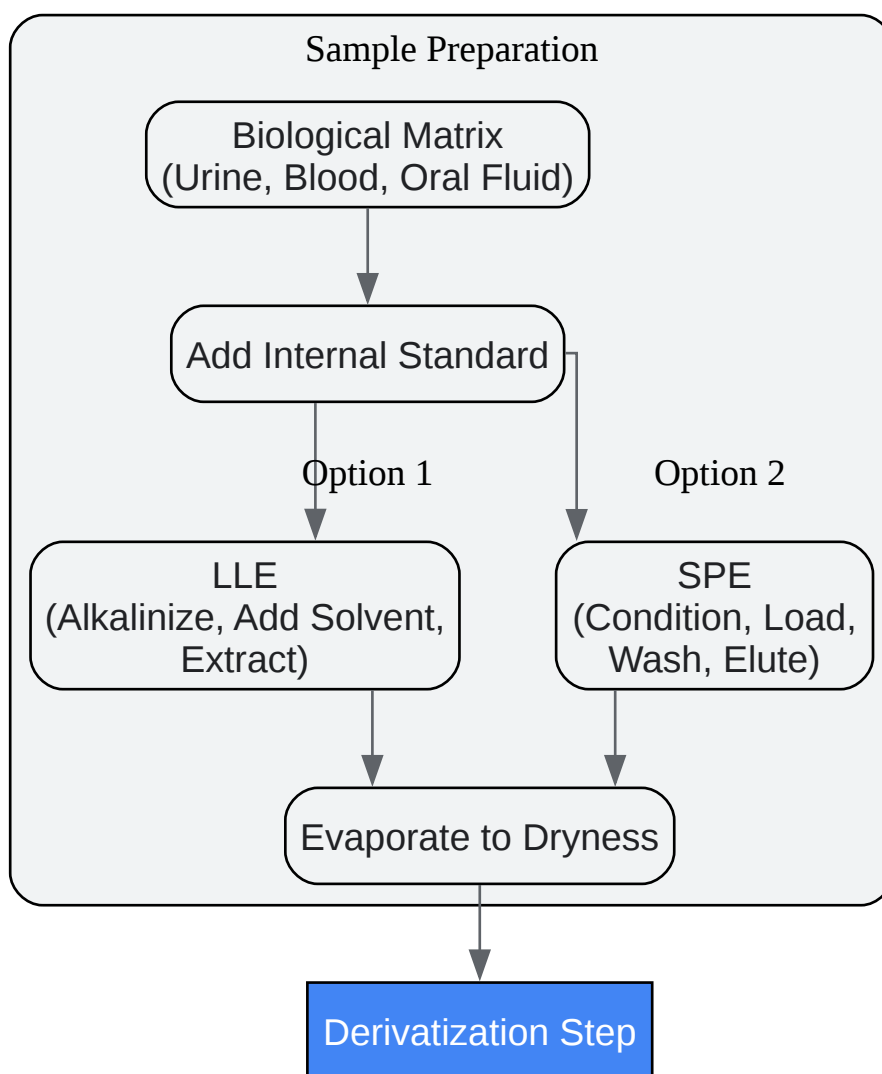 Sample Preparation
Biological Matrix
(Urine, Blood, Oral Fluid)
Add Internal Standard
Option 1
Option 2
LLE
(Alkalinize, Add Solvent,
Extract)
SPE
(Condition, Load,
Wash, Elute)
Evaporate to Dryness
Derivatization Step